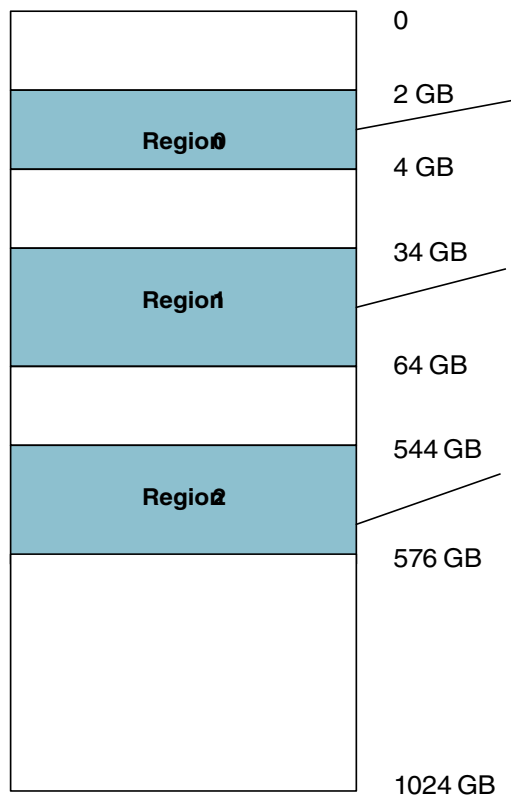 0
2 GB
Region 0
4 GB
34 GB
Region 1
64 GB
544 GB
Region 2
576 GB
1024 GB